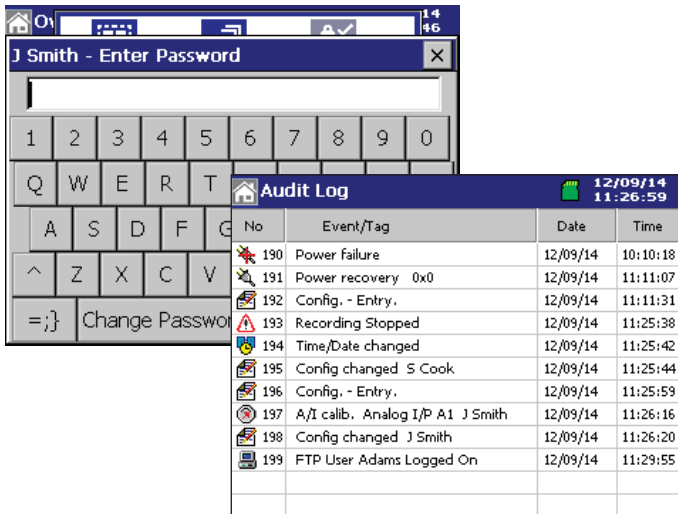 Ov
14
46
J Smith - Enter Password
1 2 3 4 5 6 7 8 9 0
Q W E R T
A S D F G
^ Z X C V
=;} Change Passwor
Audit Log
12/09/14
11:26:59
No Event/Tag Date Time
190 Power failure 12/09/14 10:10:18
191 Power recovery 0x0 12/09/14 11:11:07
192 Config. - Entry. 12/09/14 11:11:31
193 Recording Stopped 12/09/14 11:25:38
194 Time/Date changed 12/09/14 11:25:42
195 Config changed S Cook 12/09/14 11:25:44
196 Config. - Entry. 12/09/14 11:25:59
197 A/I calib. Analog I/P A1 J Smith 12/09/14 11:26:16
198 Config changed J Smith 12/09/14 11:26:20
199 FTP User Adams Logged On 12/09/14 11:29:55